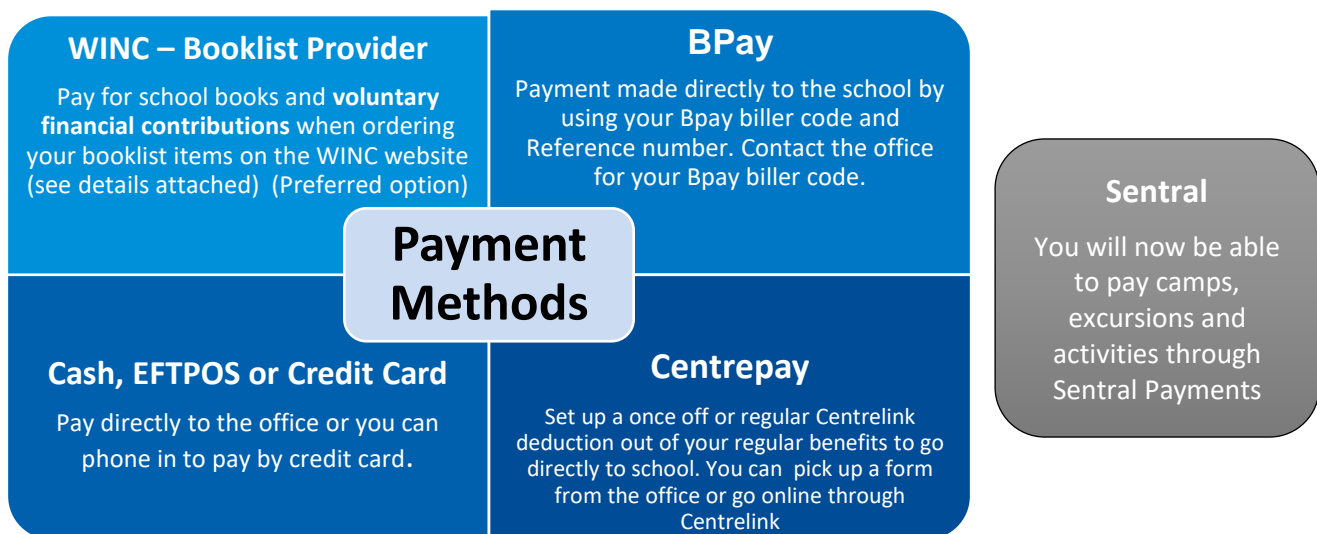 WINC – Booklist Provider
Pay for school books and voluntary
financial contributions when ordering
your booklist items on the WINC website
(see details attached)  (Preferred option)
BPay
Payment made directly to the school by
using your Bpay biller code and
Reference number. Contact the office
for your Bpay biller code.
Payment
Methods
Cash, EFTPOS or Credit Card
Pay directly to the office or you can
phone in to pay by credit card.
Centrepay
Set up a once off or regular Centrelink
deduction out of your regular benefits to go
directly to school. You can  pick up a form
from the office or go online through
Centrelink
Sentral
You will now be able
to pay camps,
excursions and
activities through
Sentral Payments